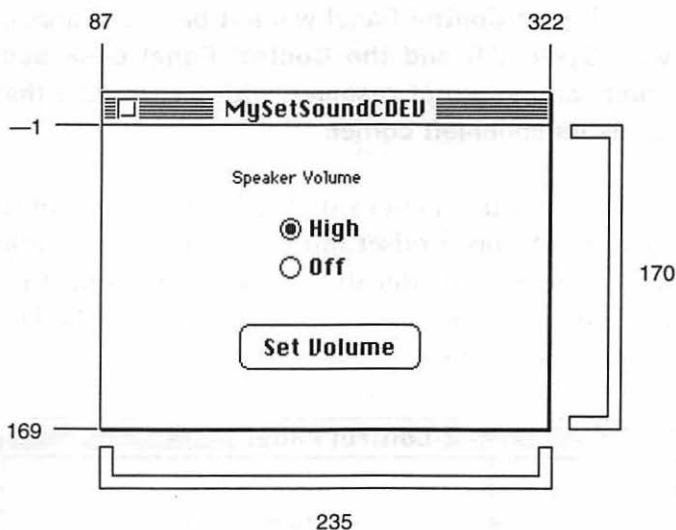 87 322
MySetSoundCDEV
—1
Speaker Volume
High
Off
170
Set Volume
169
235